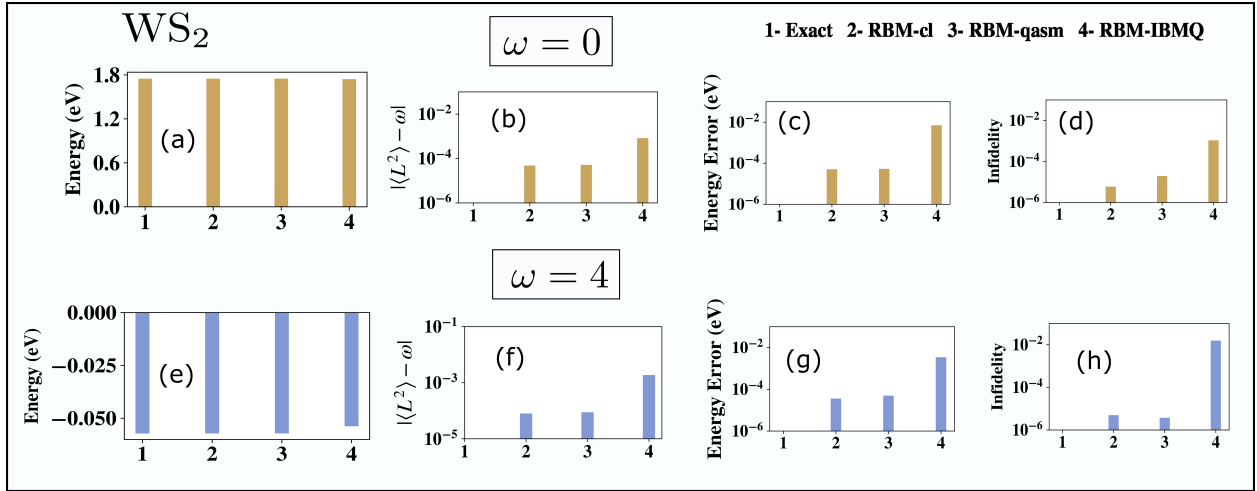 WS₂
ω = 0
1- Exact 2- RBM-cl 3- RBM-qasm 4- RBM-IBMQ
Energy (eV)
1.8
1.2
0.6
0.0
(a)
1 2 3 4
|⟨L²⟩ − ω|
10⁻²
10⁻⁴
10⁻⁶
(b)
1 2 3 4
Energy Error (eV)
10⁻²
10⁻⁴
10⁻⁶
(c)
1 2 3 4
Infidelity
10⁻²
10⁻⁴
10⁻⁶
(d)
1 2 3 4
ω = 4
Energy (eV)
0.000
−0.025
−0.050
(e)
1 2 3 4
|⟨L²⟩ − ω|
10⁻¹
10⁻³
10⁻⁵
(f)
1 2 3 4
Energy Error (eV)
10⁻²
10⁻⁴
10⁻⁶
(g)
1 2 3 4
Infidelity
10⁻²
10⁻⁴
10⁻⁶
(h)
1 2 3 4